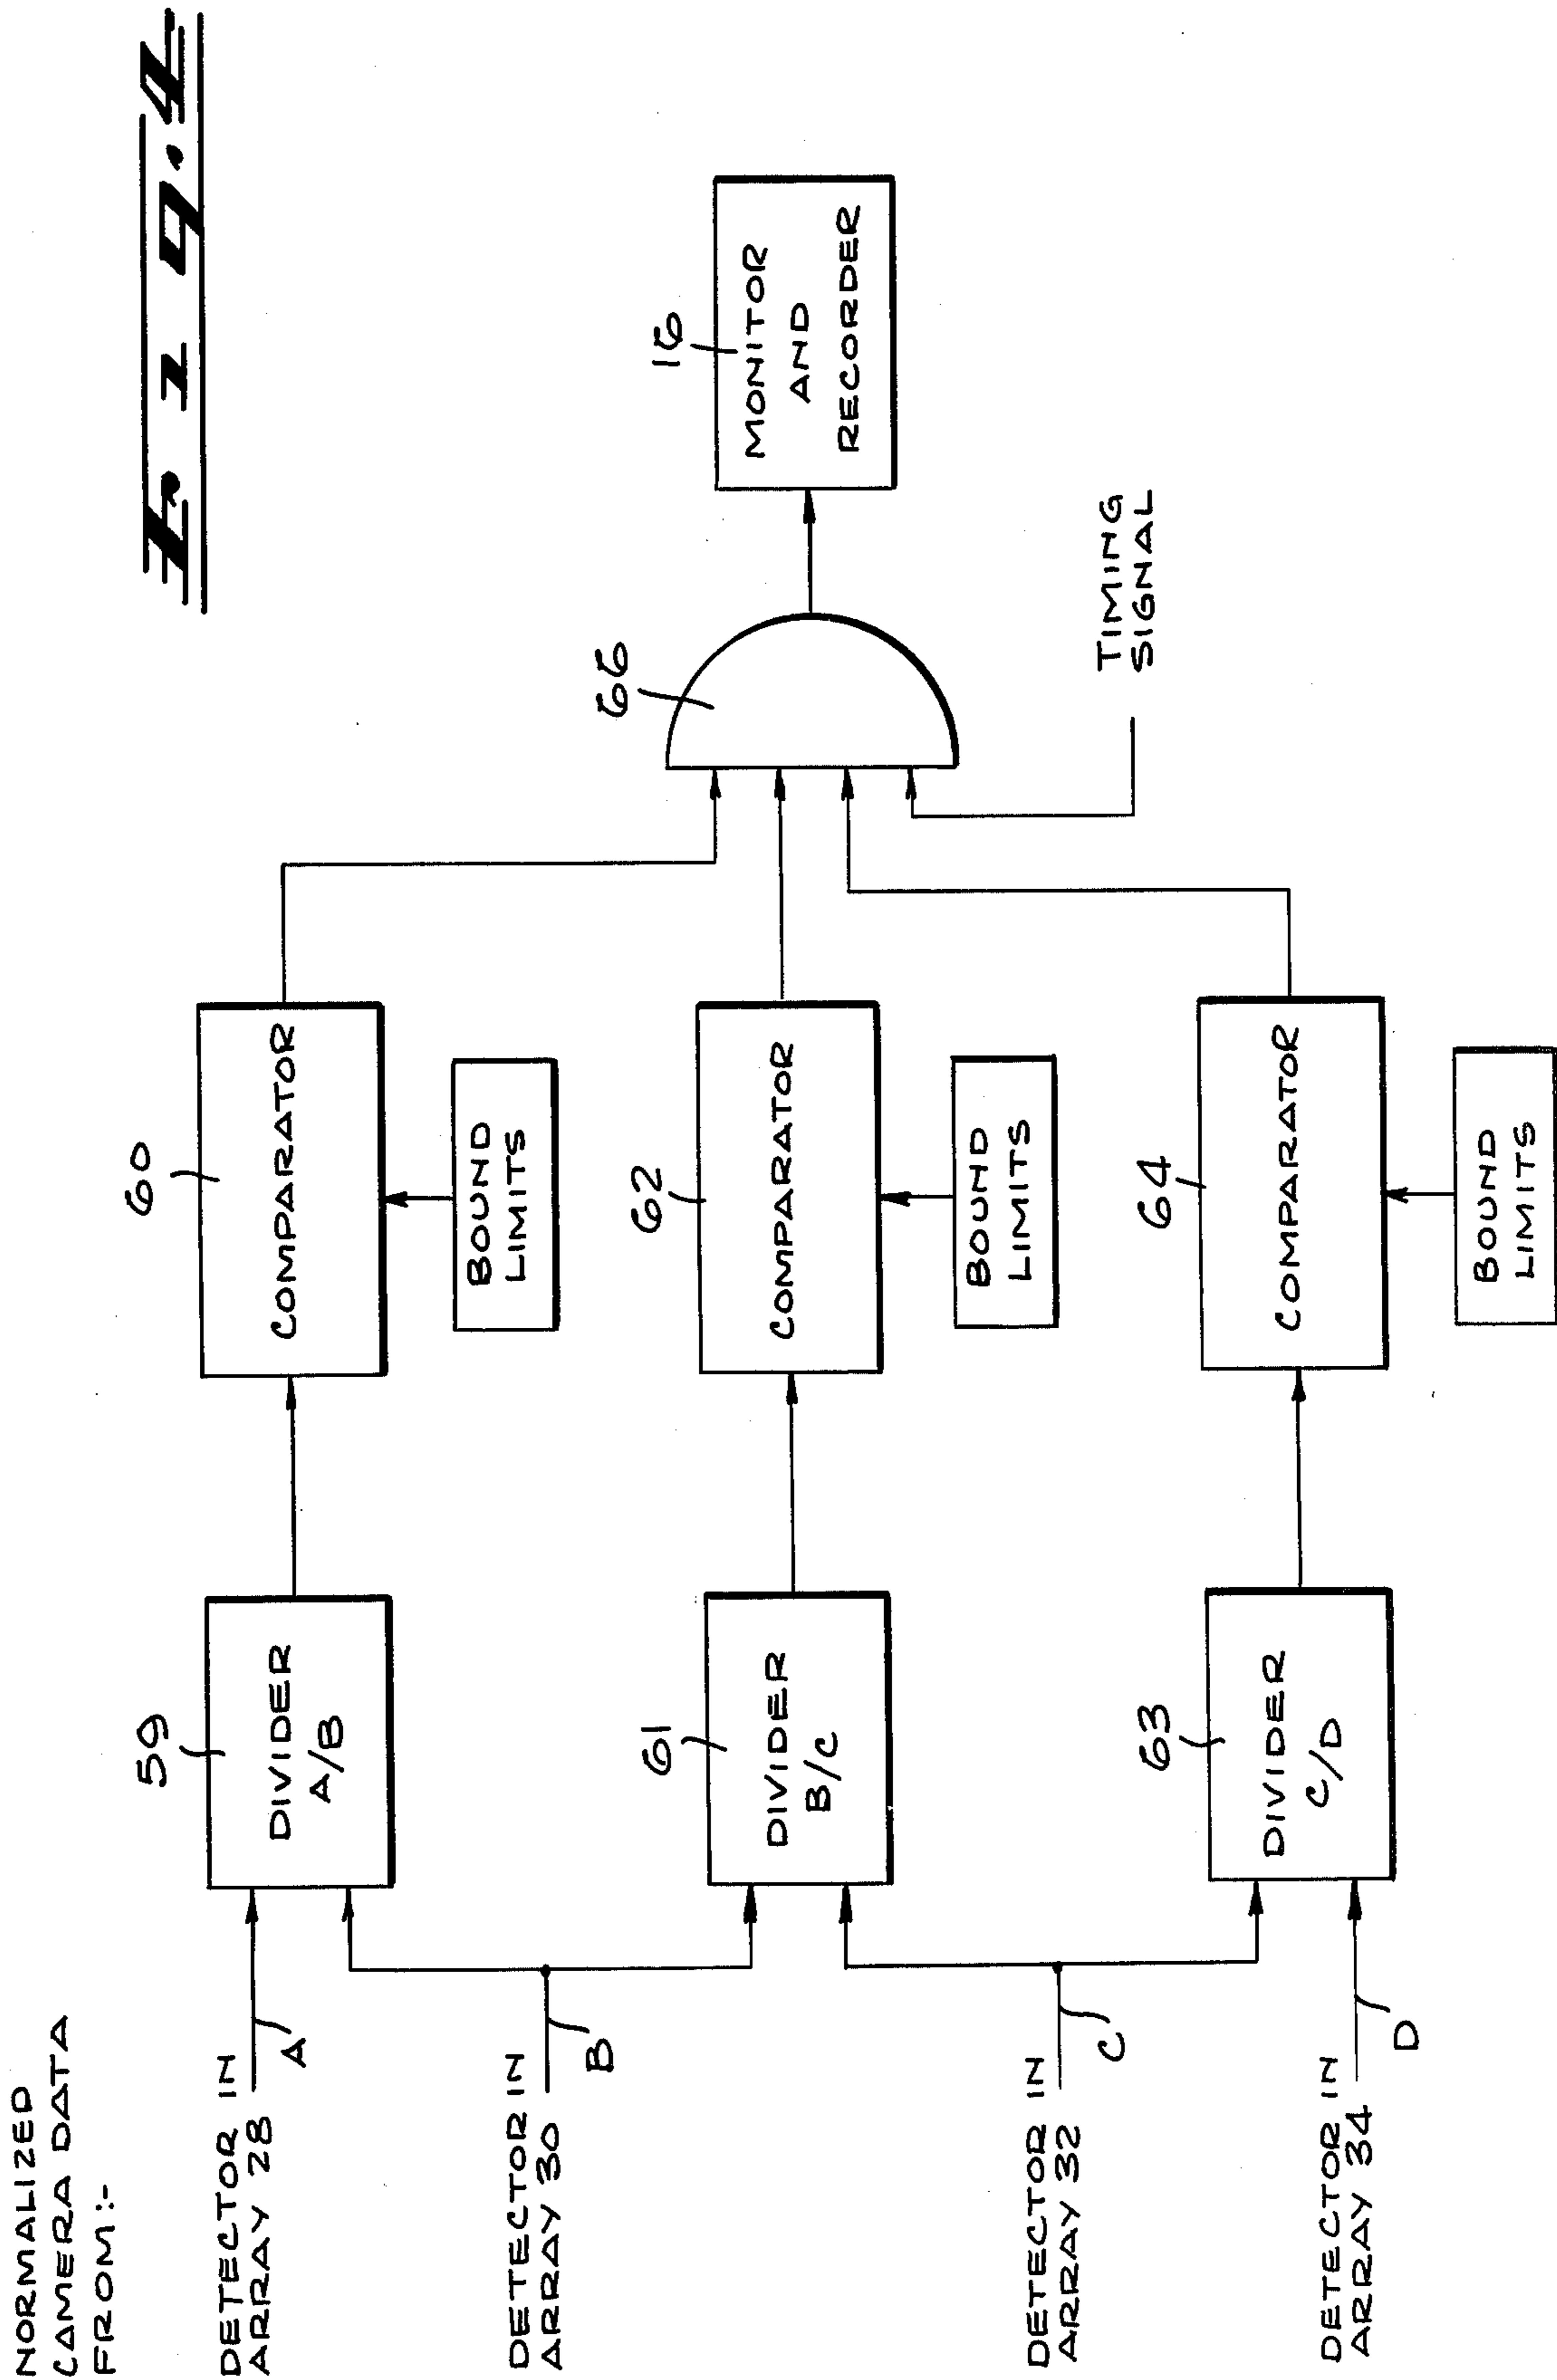 Fig. 4
NORMALIZED
CAMERA DATA
FROM:-
DETECTOR IN
ARRAY 28
A
DETECTOR IN
ARRAY 30
B
DETECTOR IN
ARRAY 32
C
DETECTOR IN
ARRAY 34
D
59
DIVIDER
A/B
61
DIVIDER
B/C
63
DIVIDER
C/D
60
COMPARATOR
BOUND
LIMITS
62
COMPARATOR
BOUND
LIMITS
64
COMPARATOR
BOUND
LIMITS
66
TIMING
SIGNAL
16
MONITOR
AND
RECORDER